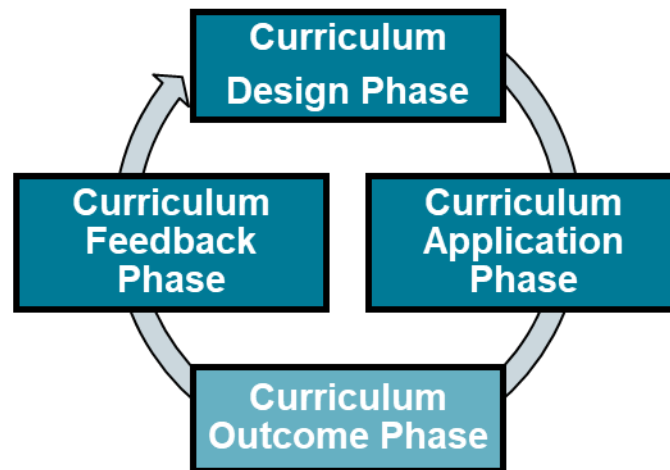 Curriculum
Design Phase
Curriculum
Application
Phase
Curriculum
Outcome Phase
Curriculum
Feedback
Phase